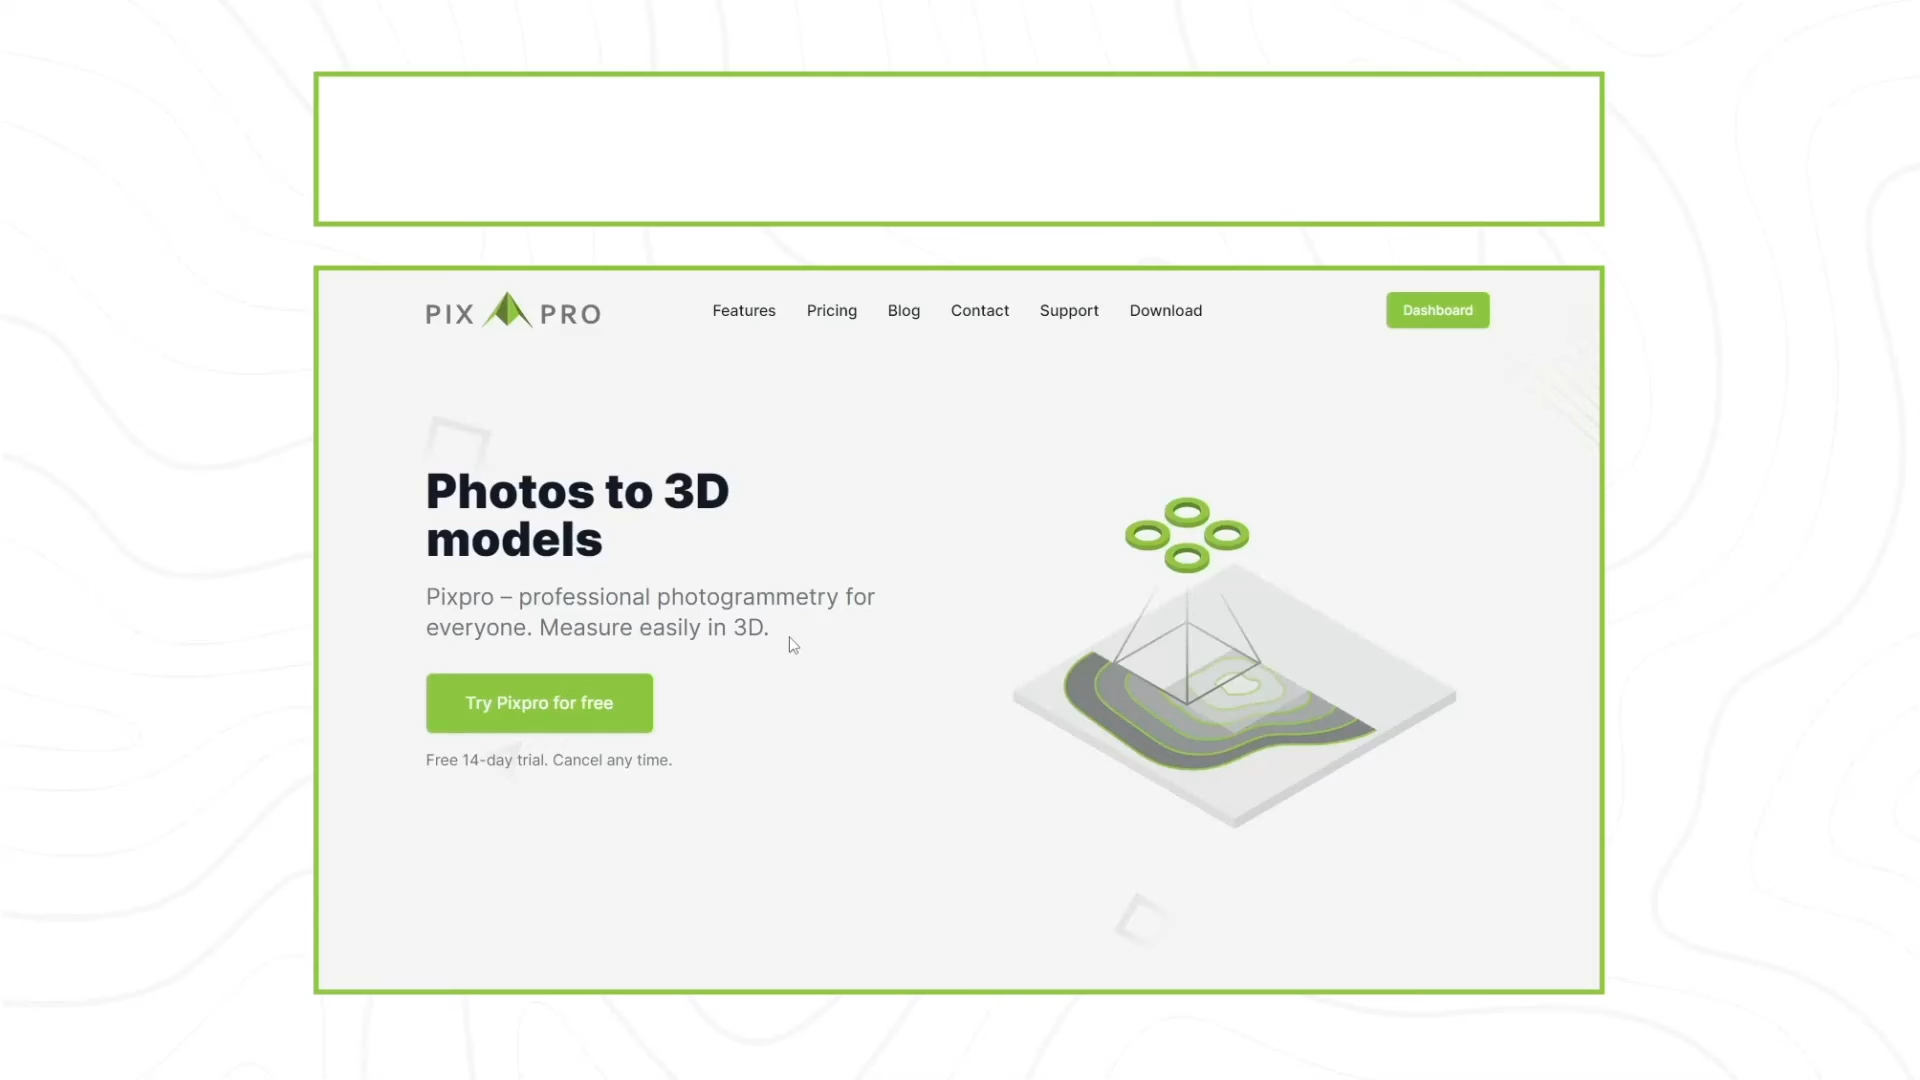 PIX PRO
Features Pricing Blog Contact Support Download
Dashboard
Photos to 3D
models
Pixpro – professional photogrammetry for
everyone. Measure easily in 3D.
Try Pixpro for free
Free 14-day trial. Cancel any time.